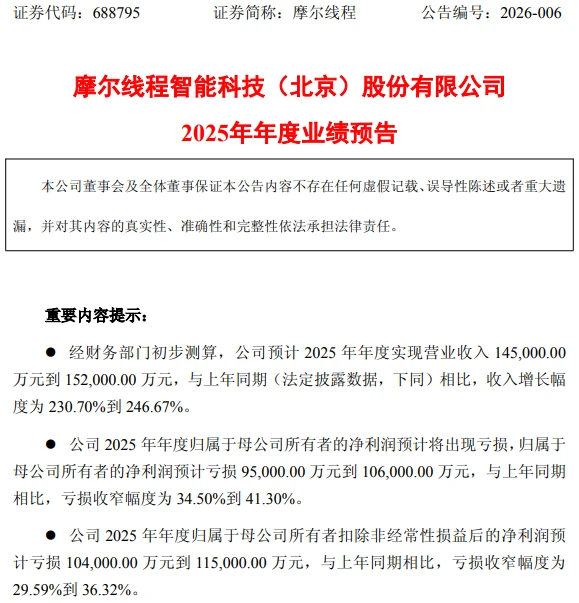 证券代码：688795 证券简称：摩尔线程 公告编号：2026-006
摩尔线程智能科技（北京）股份有限公司
2025年年度业绩预告
本公司董事会及全体董事保证本公告内容不存在任何虚假记载、误导性陈述或者重大遗
漏，并对其内容的真实性、准确性和完整性依法承担法律责任。
重要内容提示：
● 经财务部门初步测算，公司预计 2025 年年度实现营业收入 145,000.00
万元到 152,000.00 万元，与上年同期（法定披露数据，下同）相比，收入增长幅
度为 230.70%到 246.67%。
● 公司 2025 年年度归属于母公司所有者的净利润预计将出现亏损，归属于
母公司所有者的净利润预计亏损 95,000.00 万元到 106,000.00 万元，与上年同期
相比，亏损收窄幅度为 34.50%到 41.30%。
● 公司 2025 年年度归属于母公司所有者扣除非经常性损益后的净利润预
计亏损 104,000.00 万元到 115,000.00 万元，与上年同期相比，亏损收窄幅度为
29.59%到 36.32%。